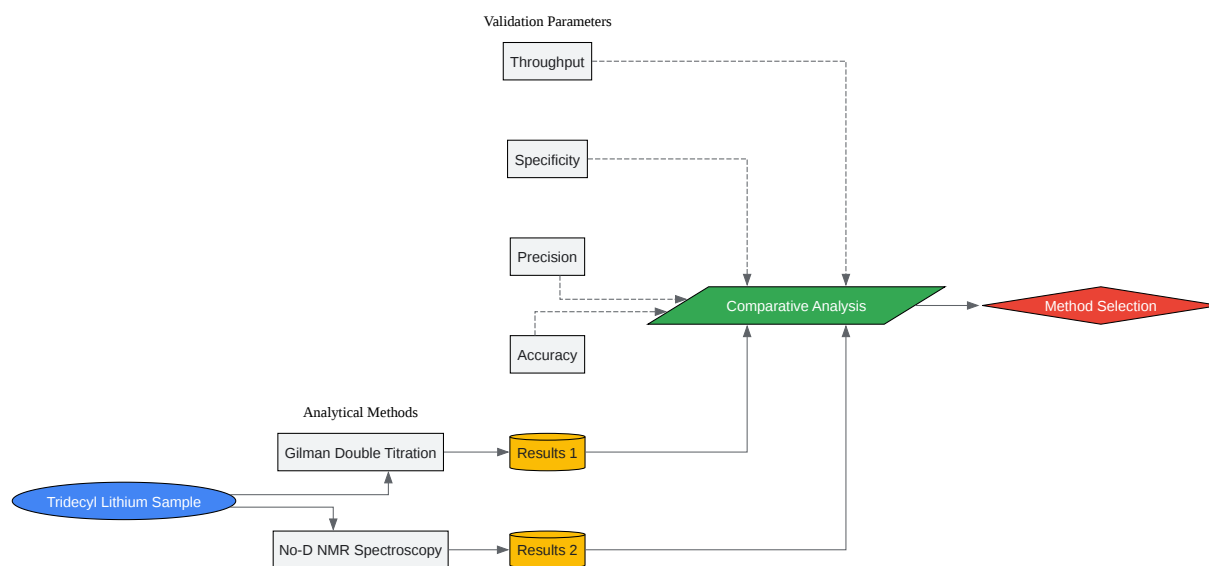 Validation Parameters
Throughput
Specificity
Precision
Comparative Analysis
Method Selection
Accuracy
Analytical Methods
Gilman Double Titration
Results 1
Tridecyl Lithium Sample
No-D NMR Spectroscopy
Results 2